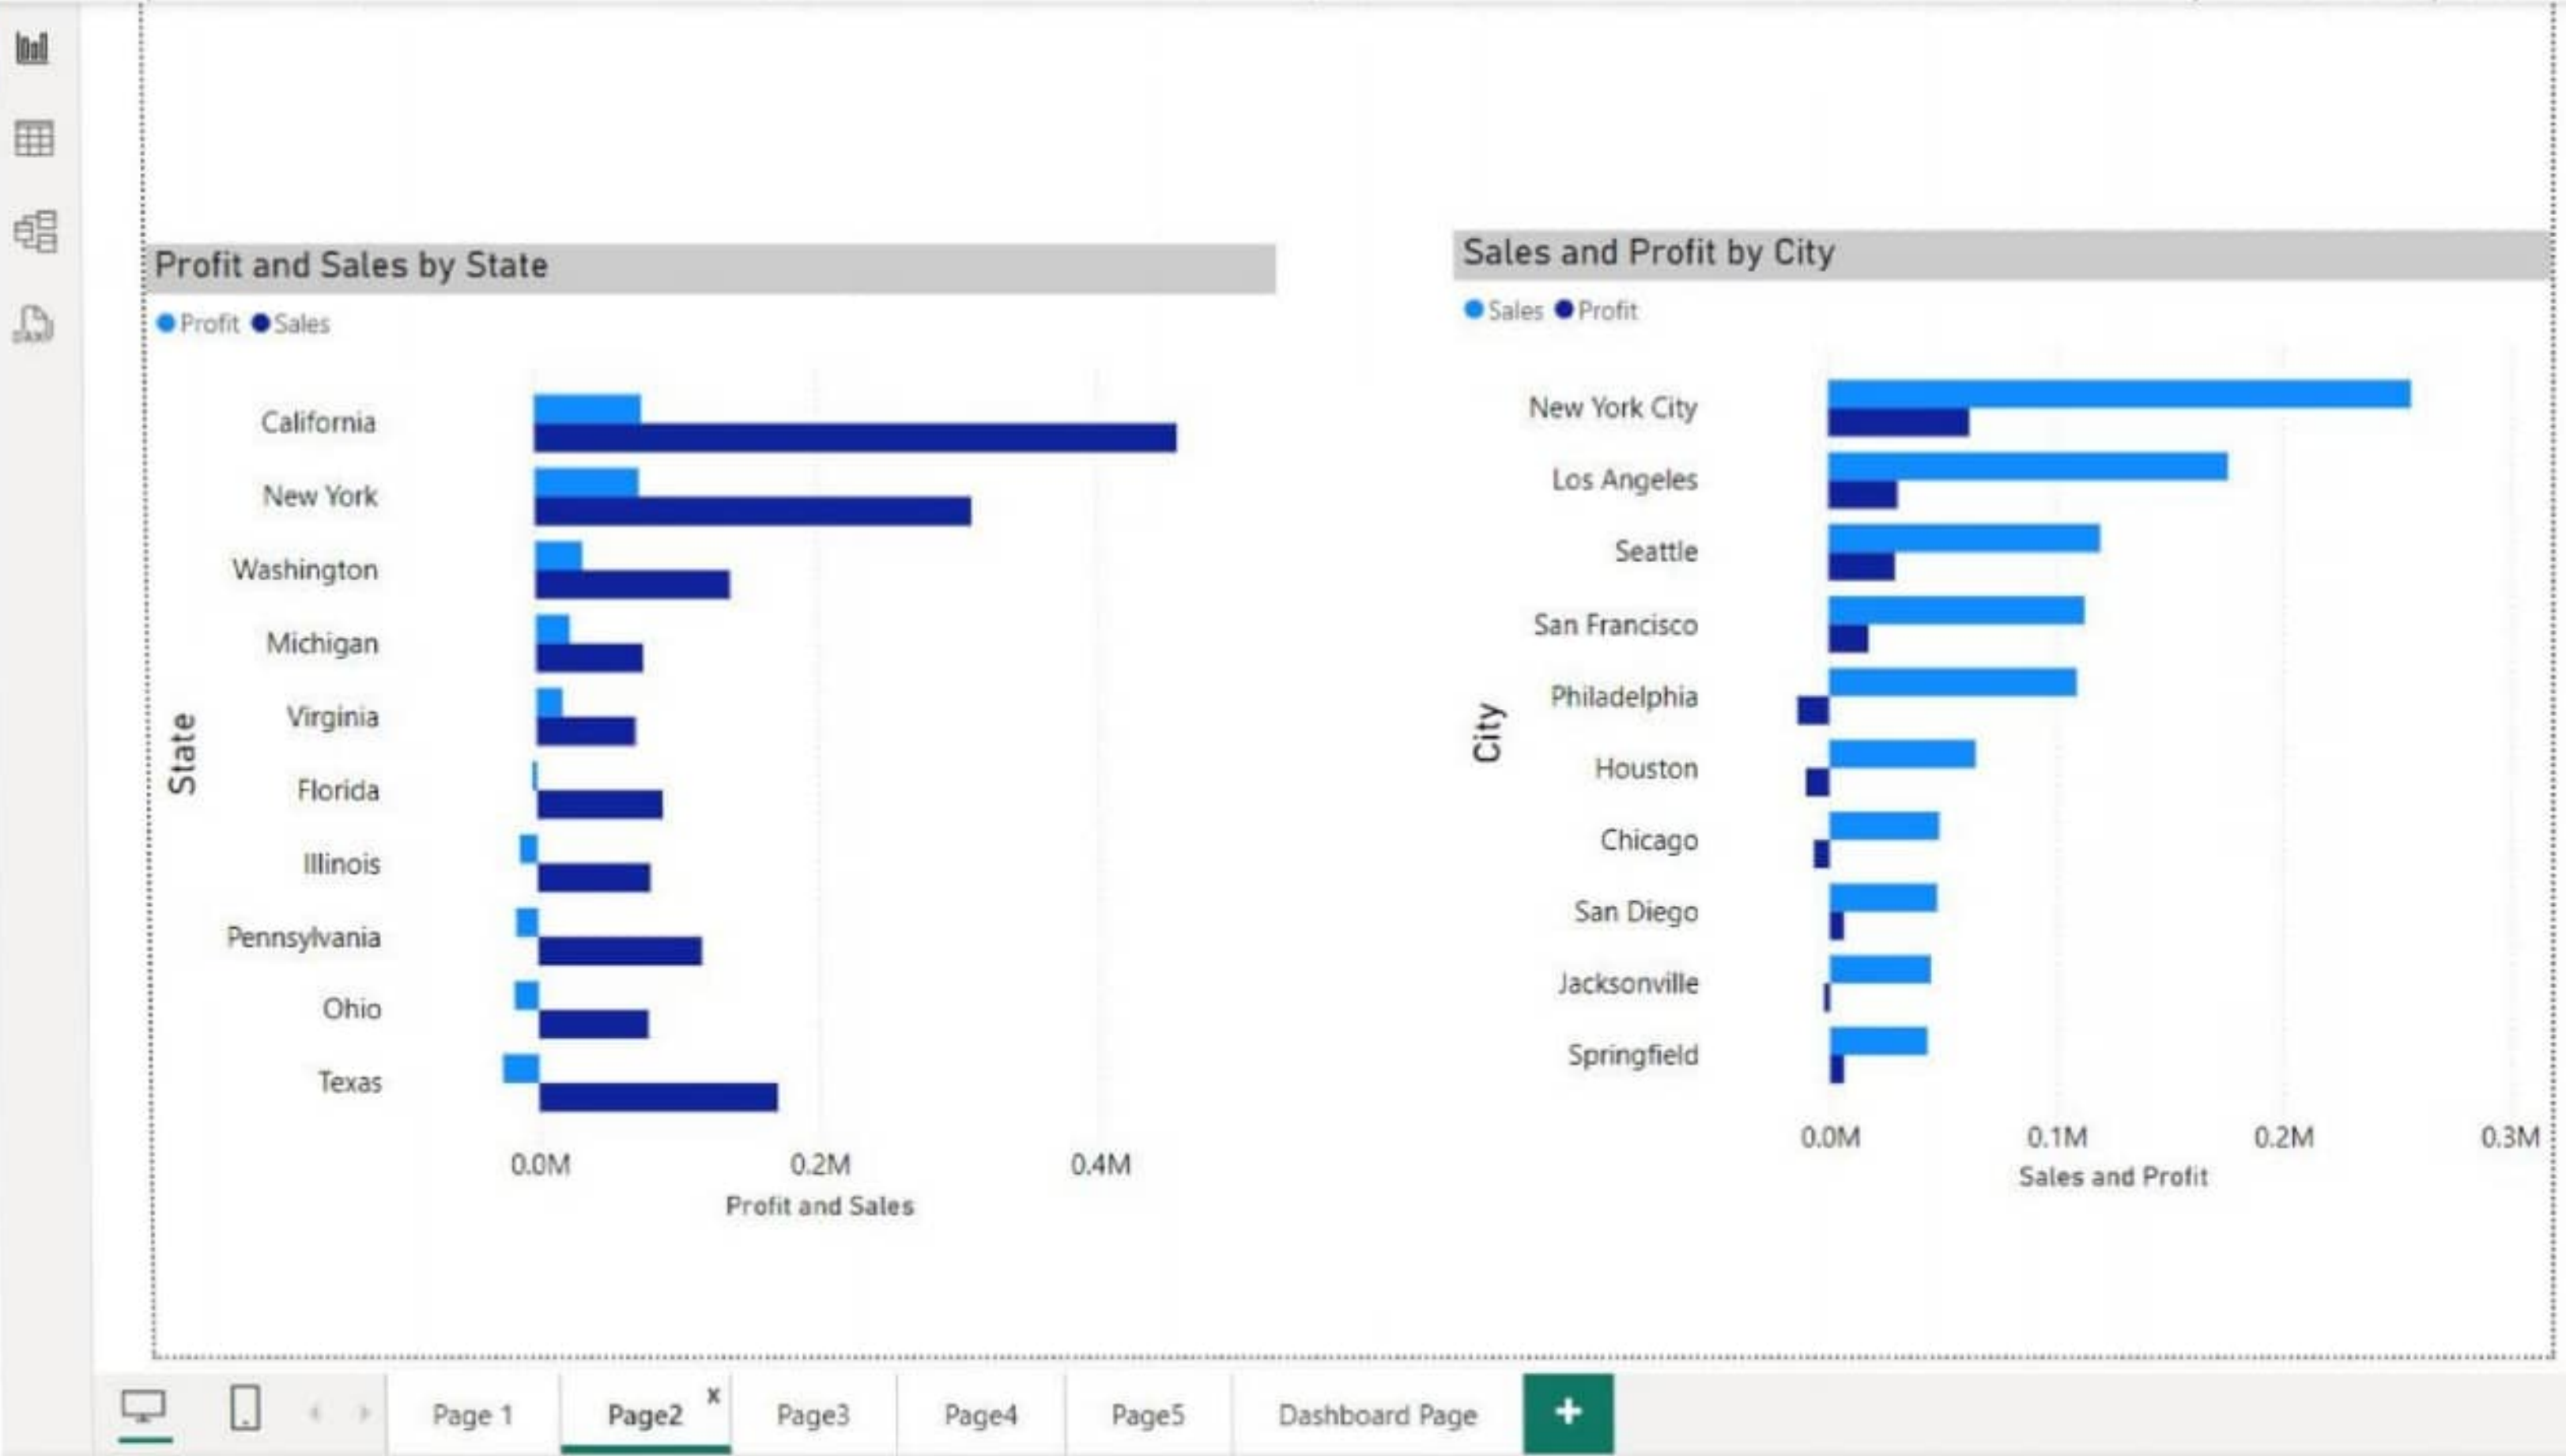 Profit and Sales by State
Profit Sales
State
California
New York
Washington
Michigan
Virginia
Florida
Illinois
Pennsylvania
Ohio
Texas
0.0M 0.2M 0.4M
Profit and Sales
Sales and Profit by City
Sales Profit
City
New York City
Los Angeles
Seattle
San Francisco
Philadelphia
Houston
Chicago
San Diego
Jacksonville
Springfield
0.0M 0.1M 0.2M 0.3M
Sales and Profit
Page 1 Page2 x Page3 Page4 Page5 Dashboard Page +